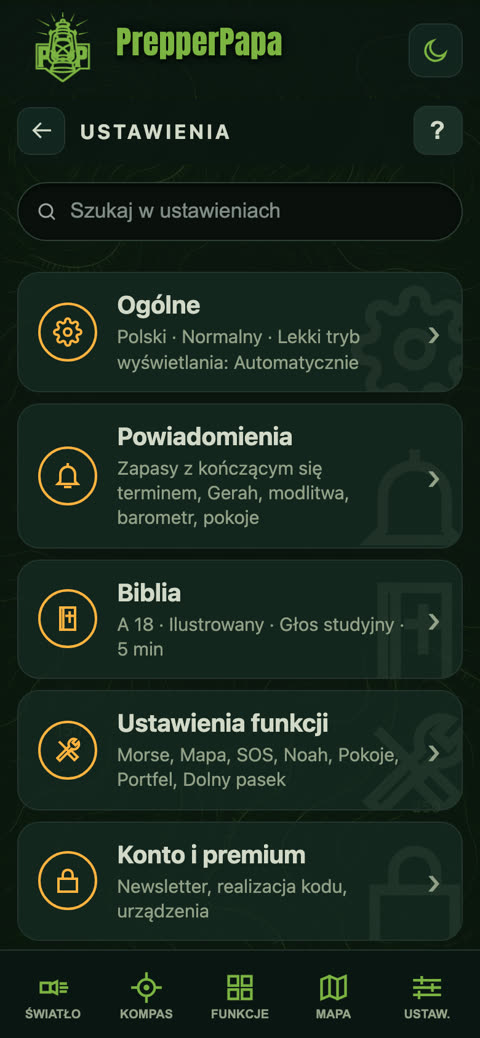 PrepperPapa
USTAWIENIA
?
Szukaj w ustawieniach
Ogólne
Polski · Normalny · Lekki tryb
wyświetlania: Automatycznie
Powiadomienia
Zapasy z kończącym się
terminem, Gerah, modlitwa,
barometr, pokoje
Biblia
A 18 · Ilustrowany · Głos studyjny ·
5 min
Ustawienia funkcji
Morse, Mapa, SOS, Noah, Pokoje,
Portfel, Dolny pasek
Konto i premium
Newsletter, realizacja kodu,
urządzenia
ŚWIATŁO
KOMPAS
FUNKCJE
MAPA
USTAW.